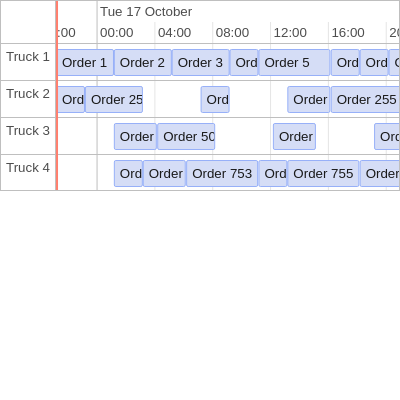 Tue 17 October
:00 00:00 04:00 08:00 12:00 16:00 20
Truck 1 Order 1 Order 2 Order 3 Ord Order 5 Ord Ord
Truck 2 Ord Order 25 Ord Order Order 255
Truck 3 Order Order 50 Order Ord
Truck 4 Ord Order Order 753 Ord Order 755 Order